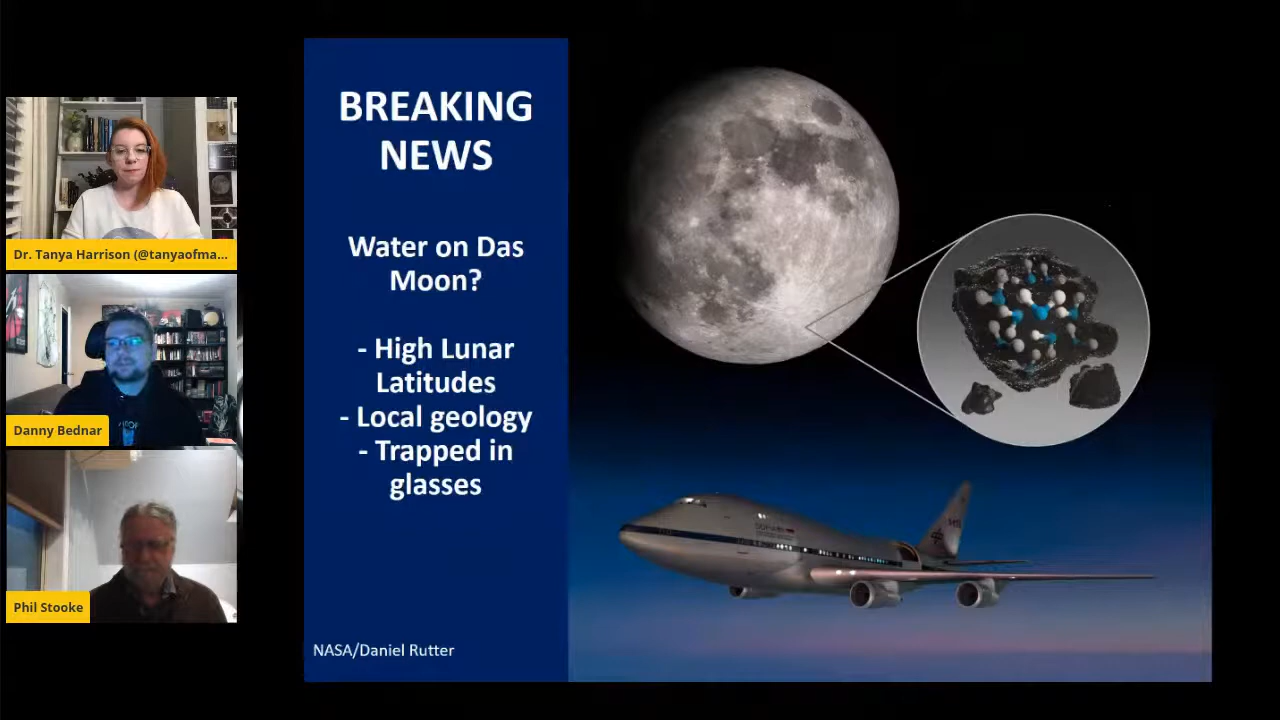 Dr. Tanya Harrison (@tanyaofma...
Danny Bednar
Phil Stooke
BREAKING
NEWS
Water on Das
Moon?
- High Lunar
Latitudes
- Local geology
- Trapped in
glasses
NASA/Daniel Rutter
SOFIA